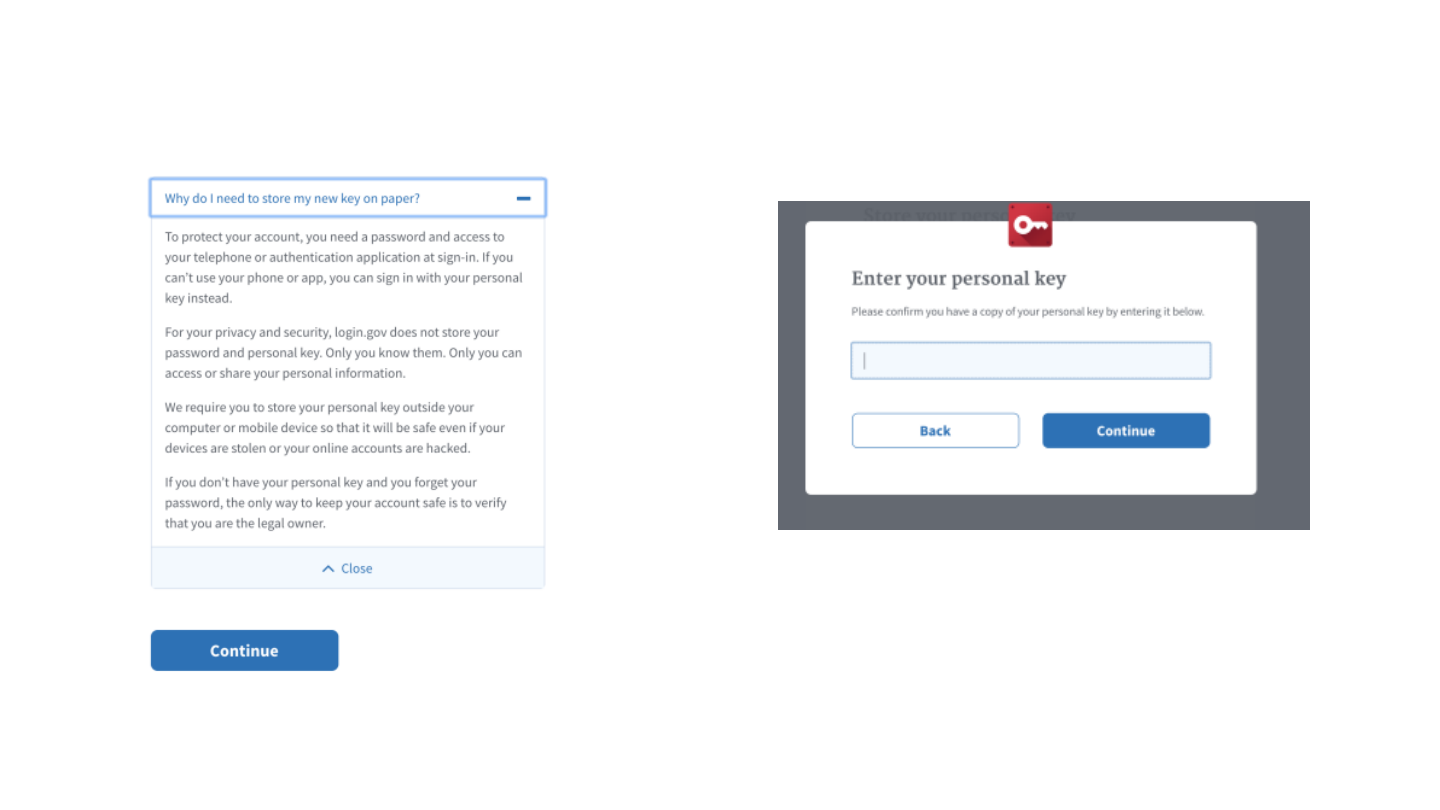 Why do I need to store my new key on paper?
To protect your account, you need a password and access to
your telephone or authentication application at sign-in. If you
can't use your phone or app, you can sign in with your personal
key instead.
For your privacy and security, login.gov does not store your
password and personal key. Only you know them. Only you can
access or share your personal information.
We require you to store your personal key outside your
computer or mobile device so that it will be safe even if your
devices are stolen or your online accounts are hacked.
If you don't have your personal key and you forget your
password, the only way to keep your account safe is to verify
that you are the legal owner.
Close
Continue
Store your personal key
Enter your personal key
Please confirm you have a copy of your personal key by entering it below.
Back
Continue